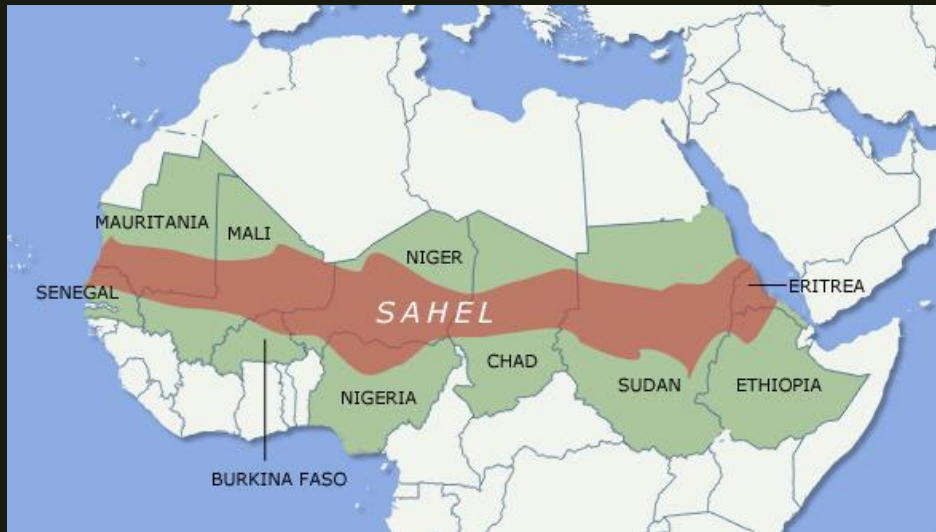 MAURITANIA
MALI
NIGER
ERITREA
SENEGAL
SAHEL
CHAD
SUDAN
ETHIOPIA
NIGERIA
BURKINA FASO